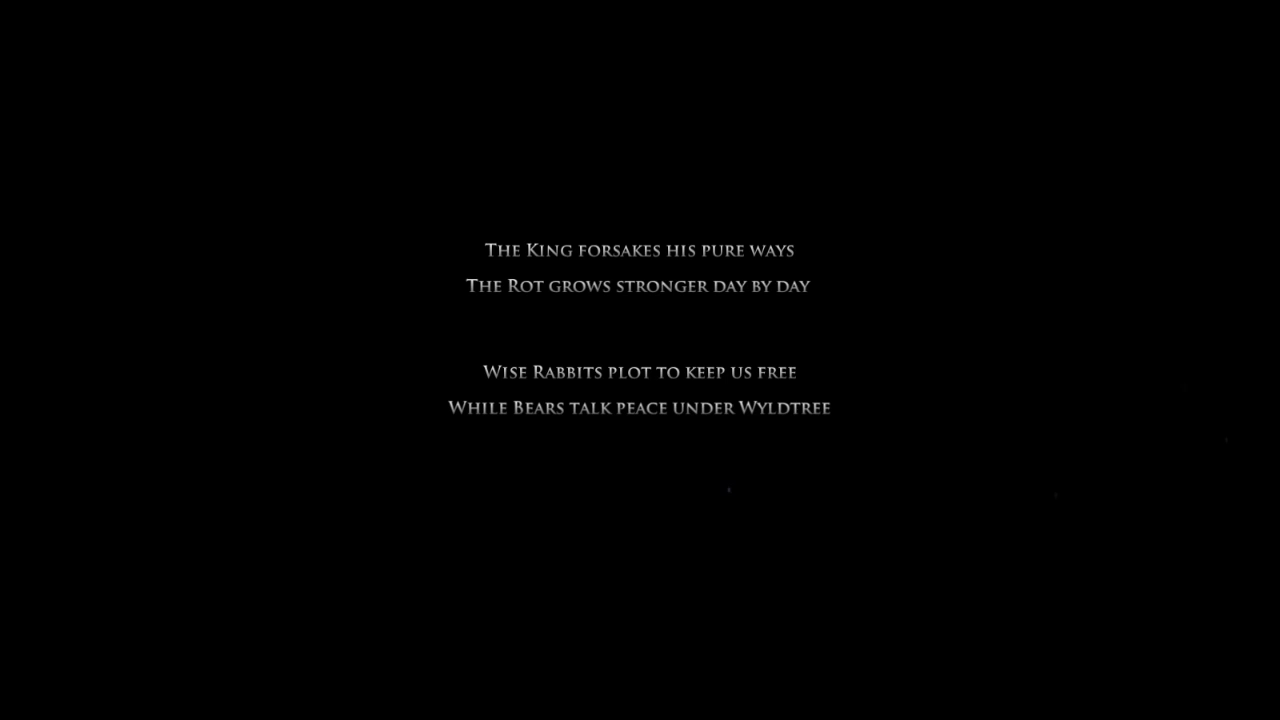 The King forsakes his pure ways
The Rot grows stronger day by day
Wise Rabbits plot to keep us free
While Bears talk peace under Wyldtree